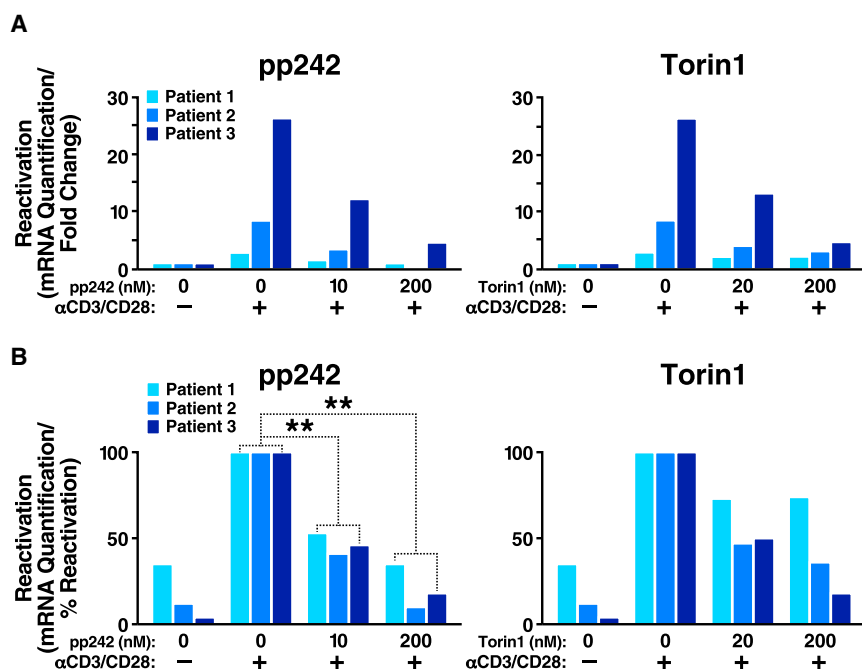 A
pp242
Torin1
Reactivation
(mRNA Quantification/
Fold Change)
Patient 1
Patient 2
Patient 3
30
20
10
0
30
20
10
0
pp242 (nM): 0 0 10 200
αCD3/CD28: − + + +
Torin1 (nM): 0 0 20 200
αCD3/CD28: − + + +
B
pp242
Torin1
Reactivation
(mRNA Quantification/
% Reactivation)
Patient 1
Patient 2
Patient 3
**
**
100
50
0
100
50
0
pp242 (nM): 0 0 10 200
αCD3/CD28: − + + +
Torin1 (nM): 0 0 20 200
αCD3/CD28: − + + +